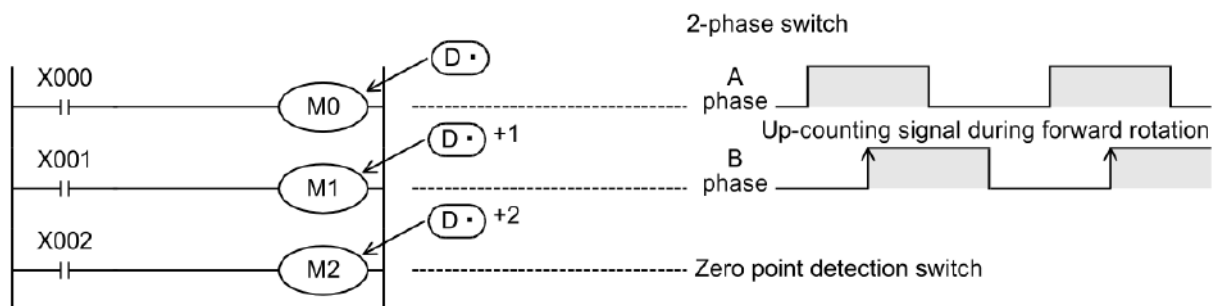 2-phase switch
X000
M0
D ·
A
phase
Up-counting signal during forward rotation
X001
M1
D · +1
B
phase
X002
M2
D · +2
Zero point detection switch